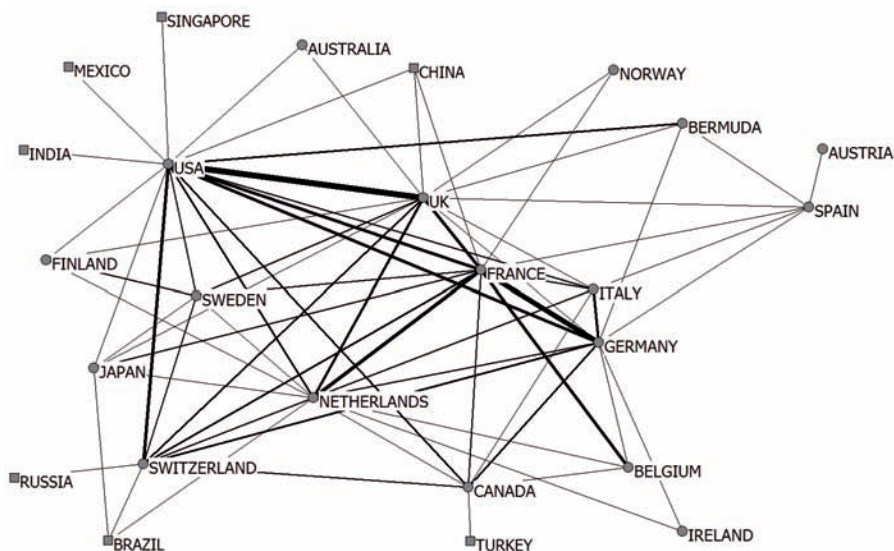 SINGAPORE
AUSTRALIA
MEXICO
CHINA
NORWAY
BERMUDA
AUSTRIA
INDIA
USA
UK
SPAIN
FINLAND
FRANCE
ITALY
SWEDEN
GERMANY
JAPAN
NETHERLANDS
SWITZERLAND
BELGIUM
RUSSIA
CANADA
IRELAND
BRAZIL
TURKEY